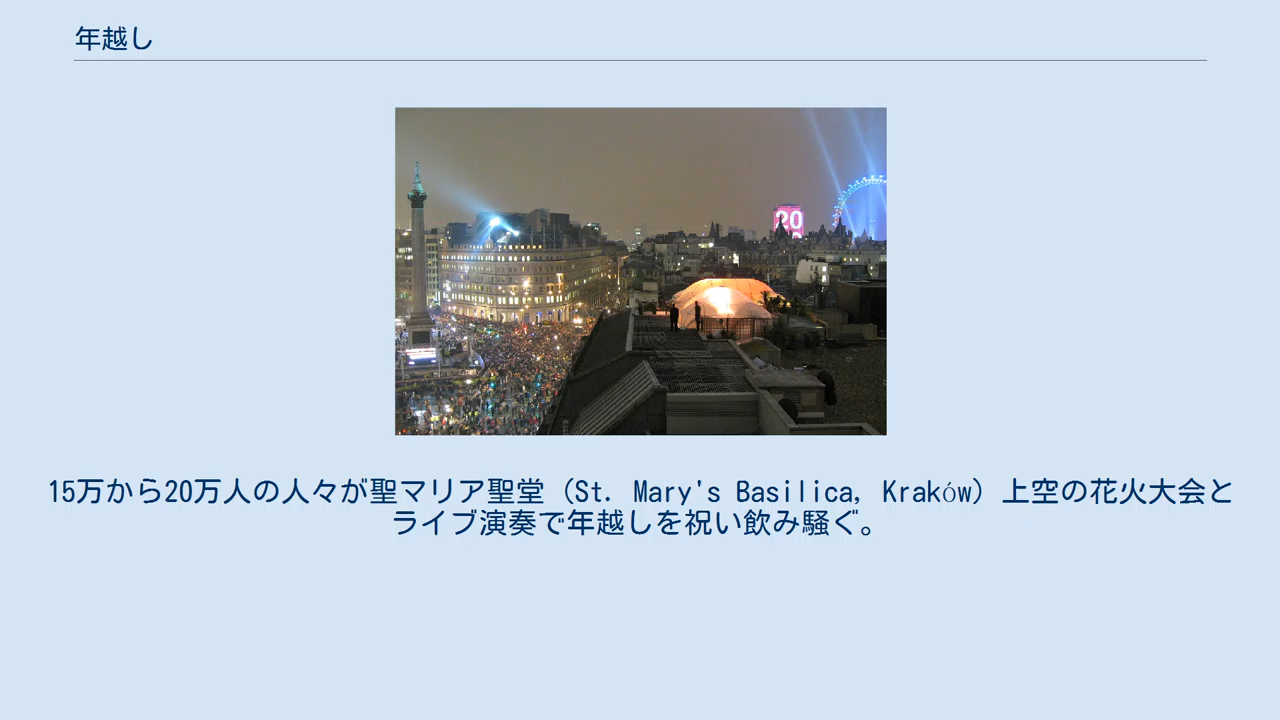 年越し
20
15万から20万人の人々が聖マリア聖堂（St. Mary's Basilica, Kraków）上空の花火大会と
ライブ演奏で年越しを祝い飲み騒ぐ。